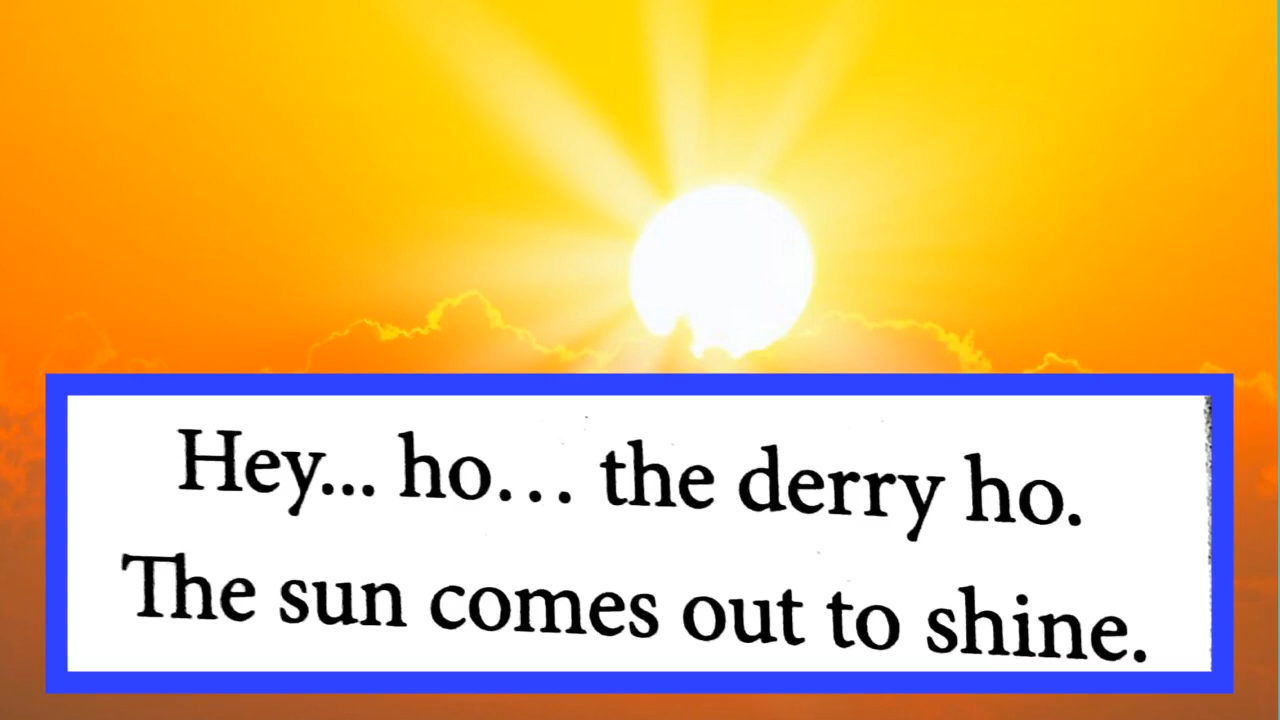 Hey... ho… the derry ho.
The sun comes out to shine.